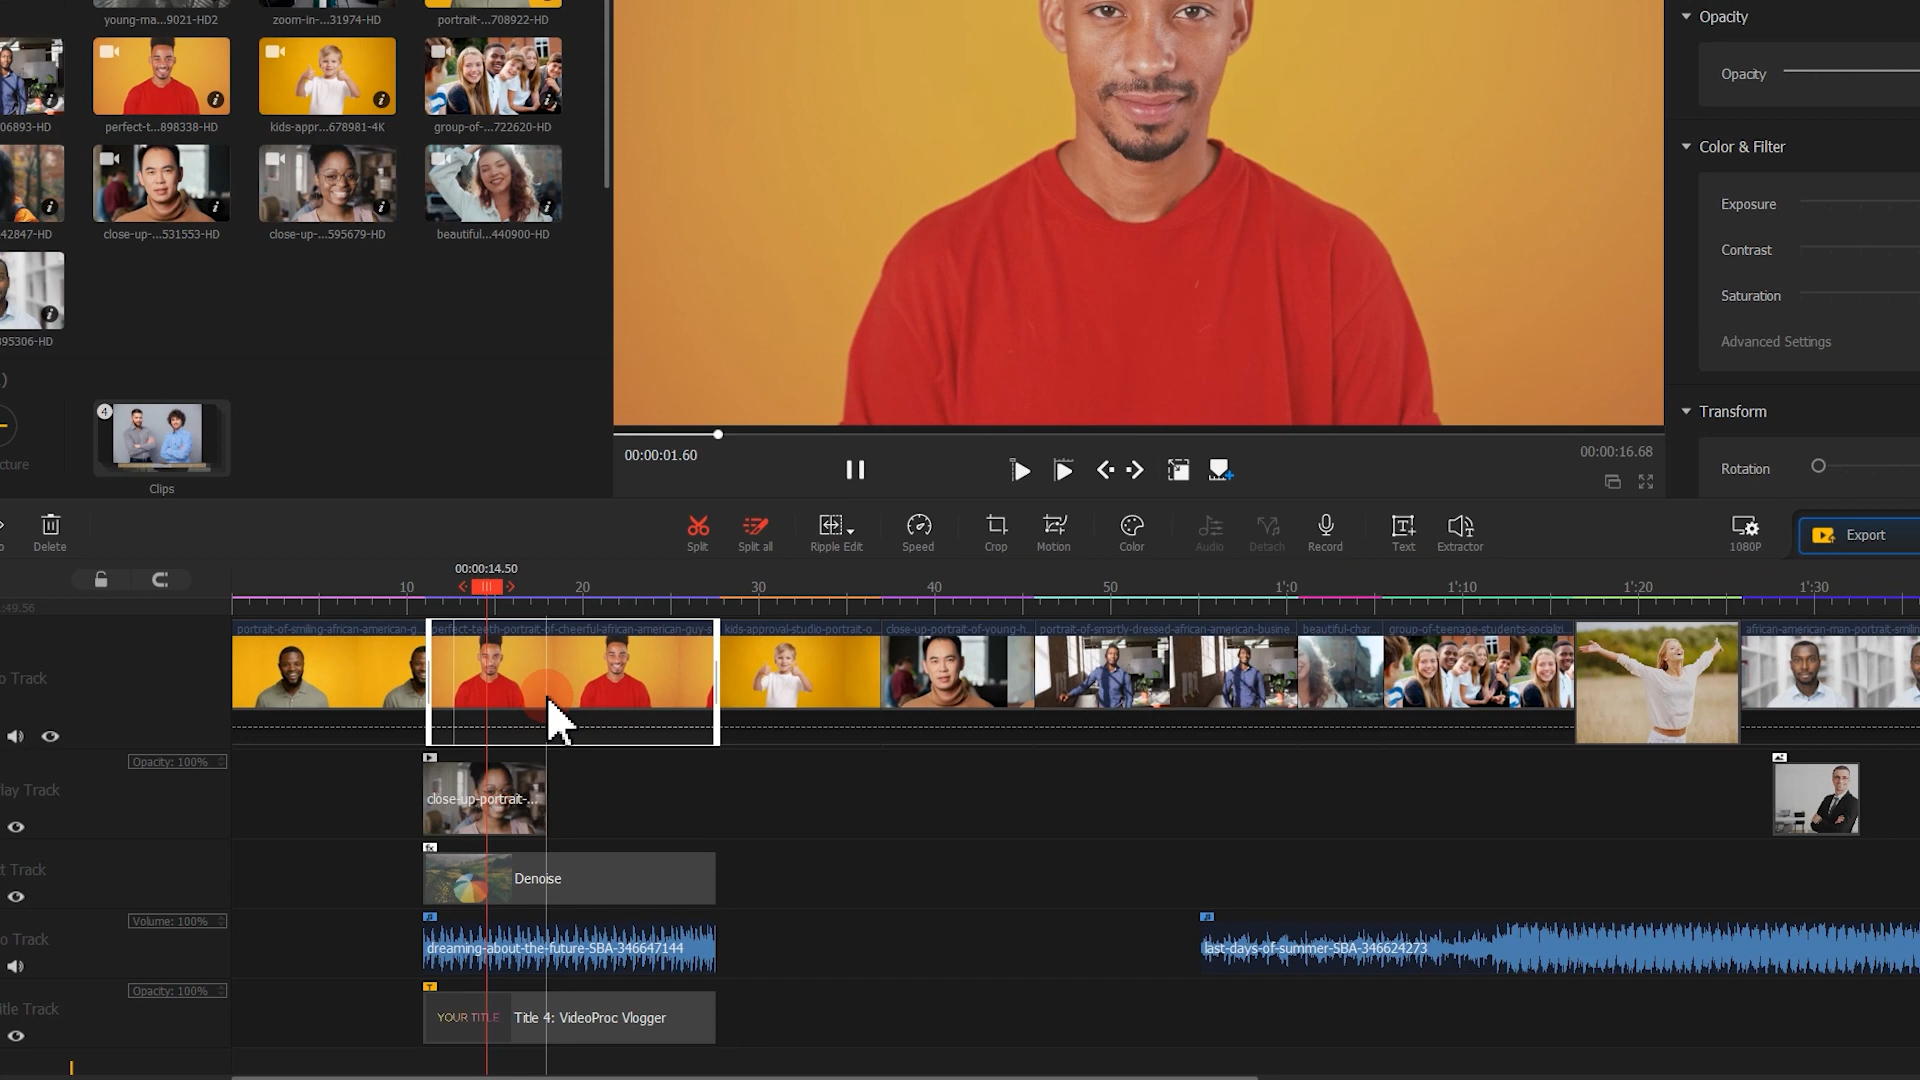 young-ma...9021-HD2
zoom-in-...31974-HD
portrait-...708922-HD
06893-HD
perfect-t...898338-HD
kids-appr...678981-4K
group-of-...722620-HD
42847-HD
close-up-...531553-HD
close-up-...595679-HD
beautiful...440900-HD
395306-HD
)
4
cture
Clips
Opacity
Opacity
Color & Filter
Exposure
Contrast
Saturation
Advanced Settings
Transform
Rotation
00:00:01.60
00:00:16.68
o
Delete
Split
Split all
Ripple Edit
Speed
Crop
Motion
Color
Audio
Detach
Record
Text
Extractor
1080P
Export
00:00:14.50
10
20
30
40
50
1:'0
1:'10
1:'20
1:'30
:49.56
portrait-of-smiling-african-american-g...
perfect-teeth-portrait-of-cheerful-african-american-guy-s
kids-approval-studio-portrait-o...
close-up-portrait-of-young-h...
portrait-of-smartly-dressed-african-american-busine...
beautiful-char...
group-of-teenage-students-socializi...
african-american-man-portrait-smilin
o Track
Opacity: 100%
lay Track
close-up-portrait-...
fx
ct Track
Denoise
Volume: 100%
o Track
dreaming-about-the-future-SBA-346647144
last-days-of-summer-SBA-346624273
Opacity: 100%
itle Track
T
YOUR TITLE
Title 4: VideoProc Vlogger